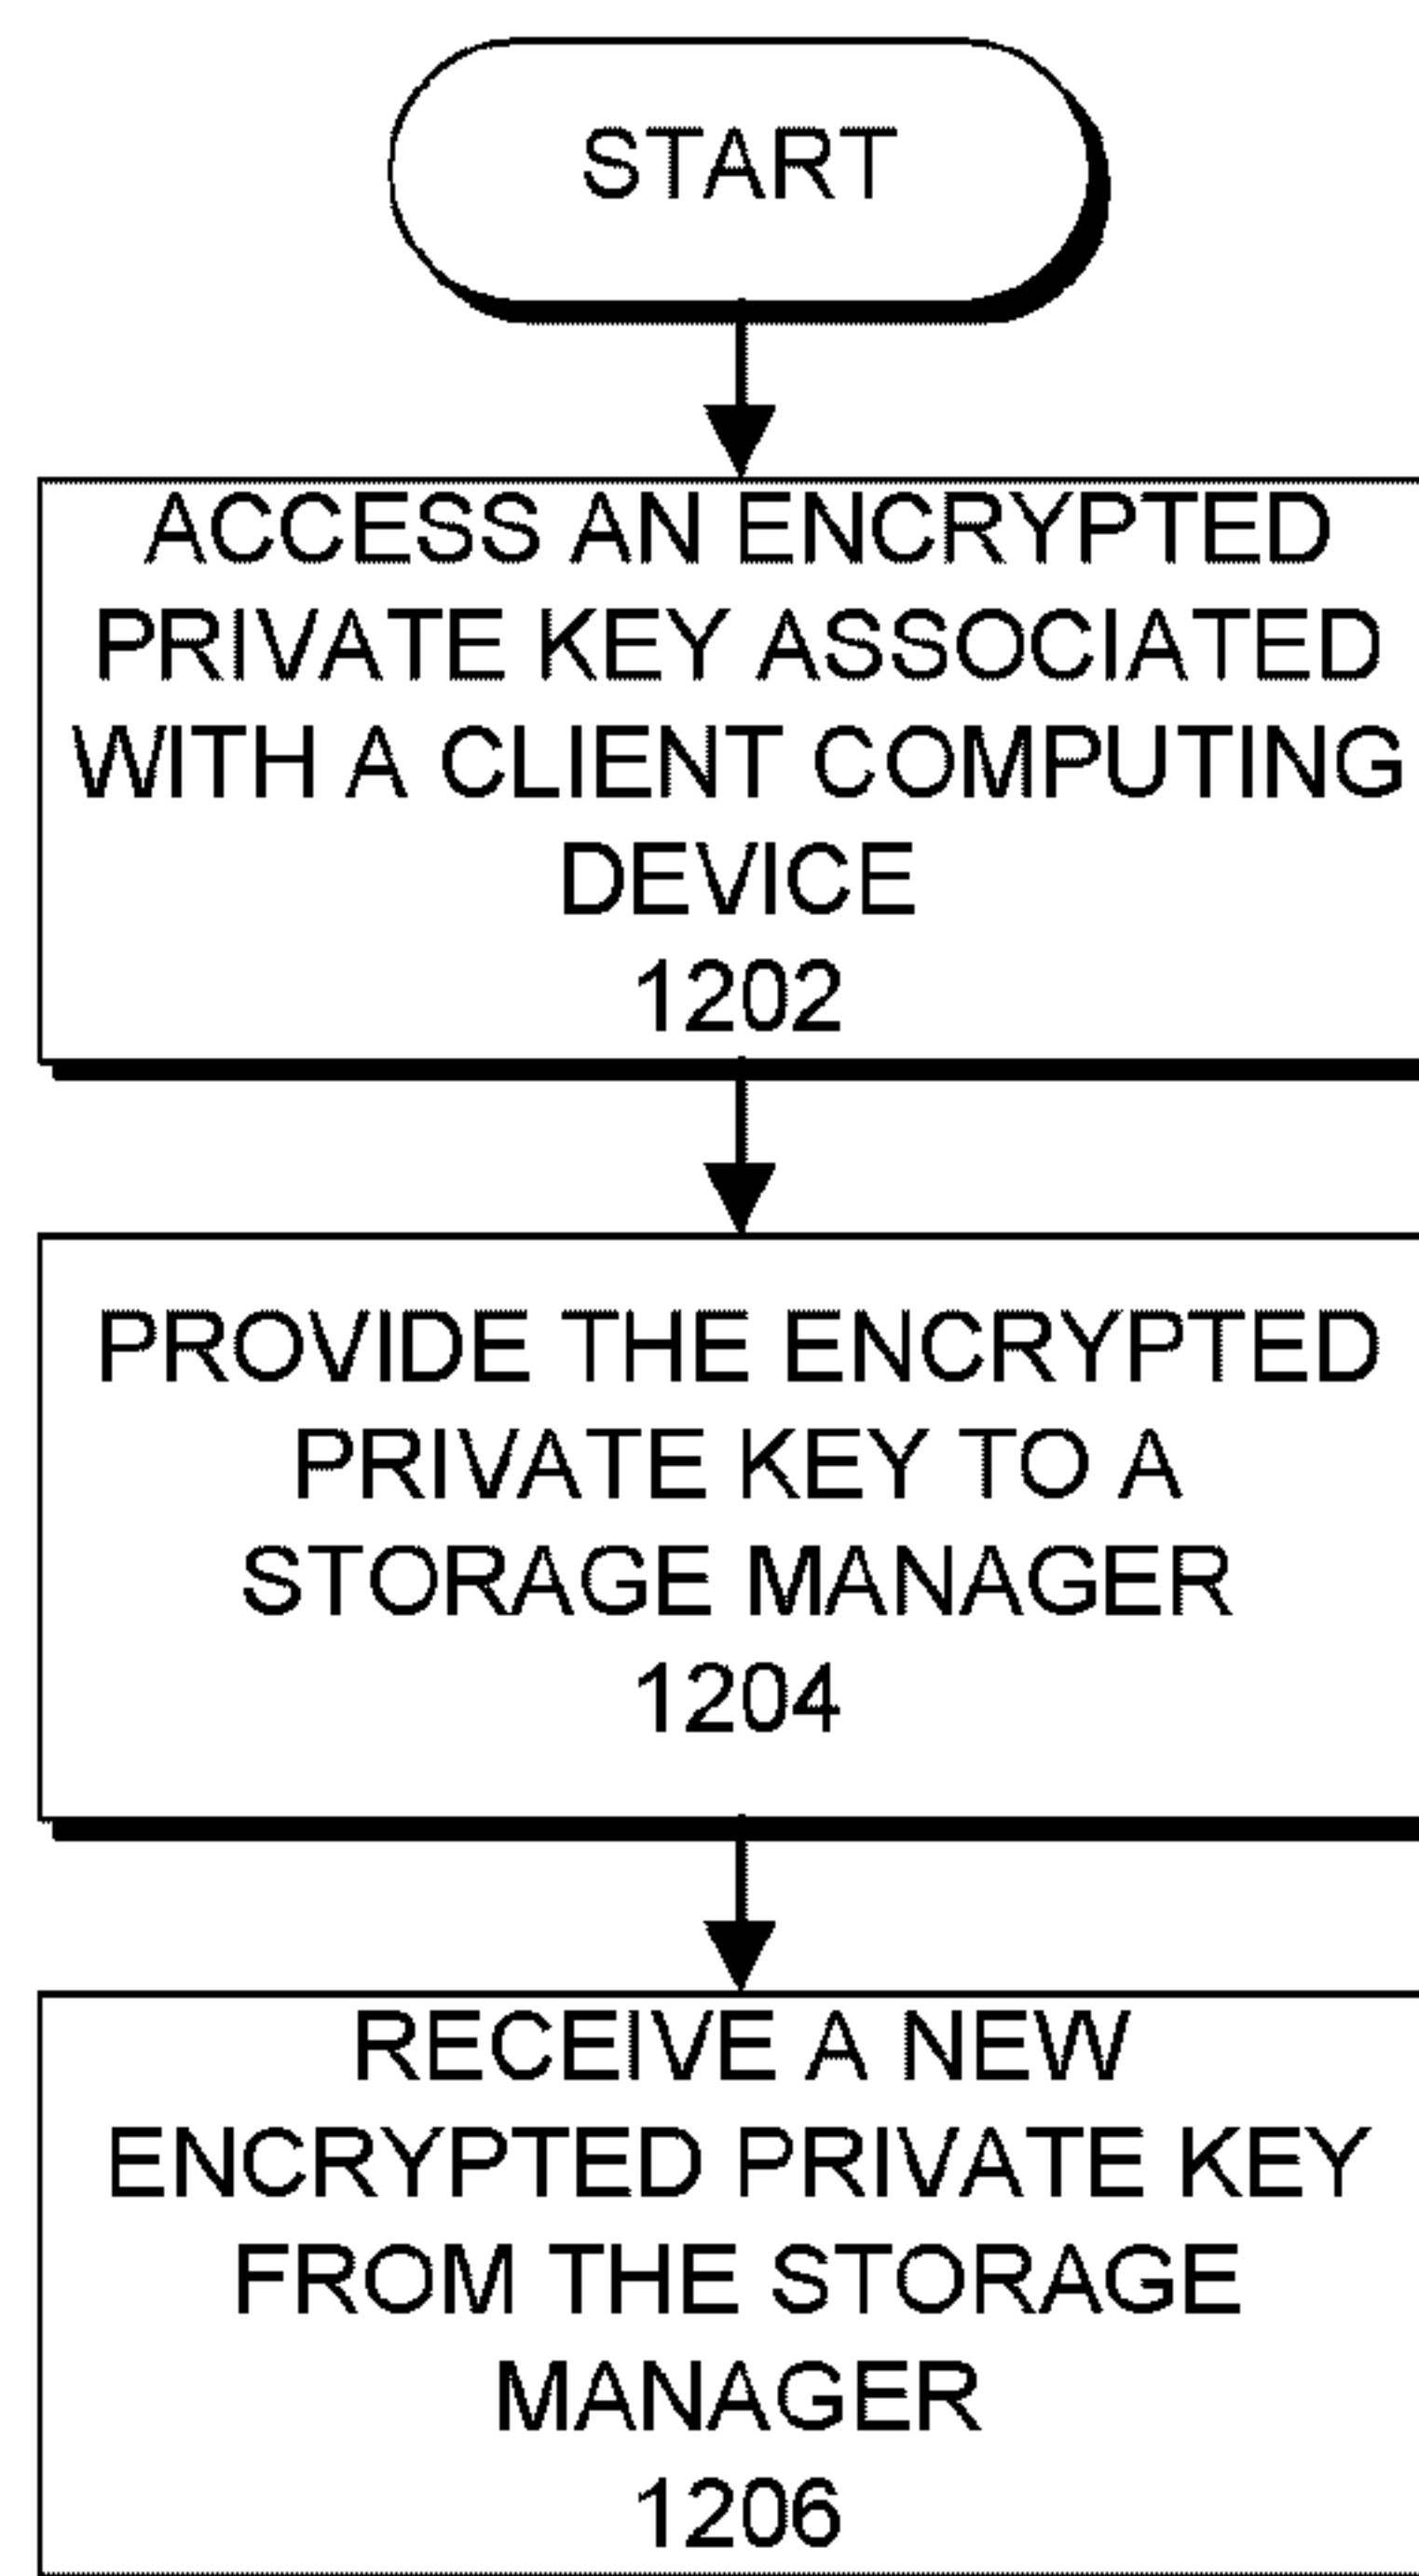 START
ACCESS AN ENCRYPTED
PRIVATE KEY ASSOCIATED
WITH A CLIENT COMPUTING
DEVICE
1202
PROVIDE THE ENCRYPTED
PRIVATE KEY TO A
STORAGE MANAGER
1204
RECEIVE A NEW
ENCRYPTED PRIVATE KEY
FROM THE STORAGE
MANAGER
1206